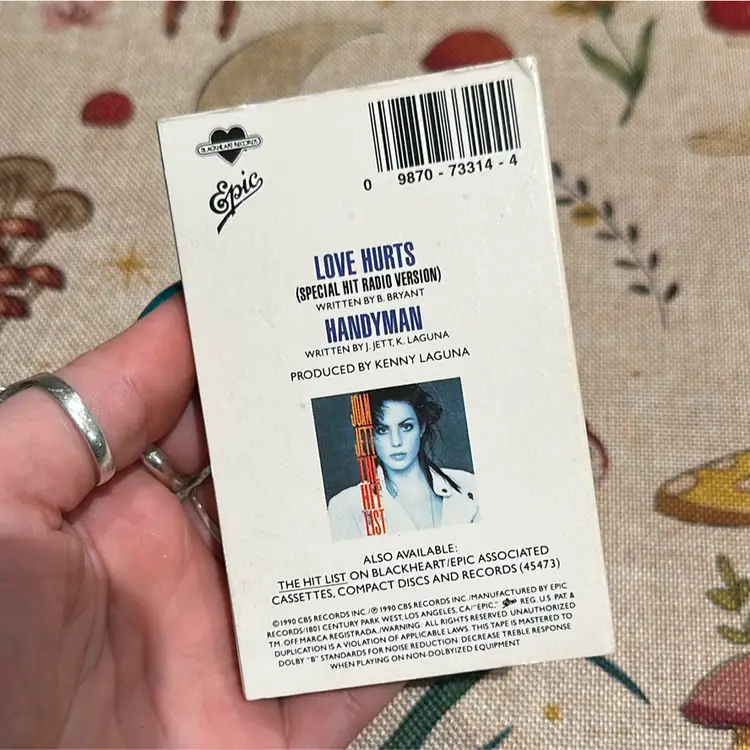 BLACKHEART RECORDS
Epic
0 9870 - 73314 - 4
LOVE HURTS
(SPECIAL HIT RADIO VERSION)
WRITTEN BY B. BRYANT
HANDYMAN
WRITTEN BY J. JETT, K. LAGUNA
PRODUCED BY KENNY LAGUNA
JOAN
JETT
THE
HIT
LIST
ALSO AVAILABLE:
THE HIT LIST ON BLACKHEART/EPIC ASSOCIATED
CASSETTES, COMPACT DISCS AND RECORDS (45473)
©1990 CBS RECORDS INC./℗ 1990 CBS RECORDS INC./MANUFACTURED BY EPIC
RECORDS/1801 CENTURY PARK WEST, LOS ANGELES, CA/"EPIC," REG. U.S. PAT. &
TM. OFF. MARCA REGISTRADA./WARNING: ALL RIGHTS RESERVED. UNAUTHORIZED
DUPLICATION IS A VIOLATION OF APPLICABLE LAWS. THIS TAPE IS MASTERED TO
DOLBY "B" STANDARDS FOR NOISE REDUCTION. DECREASE TREBLE RESPONSE
WHEN PLAYING ON NON-DOLBYIZED EQUIPMENT.